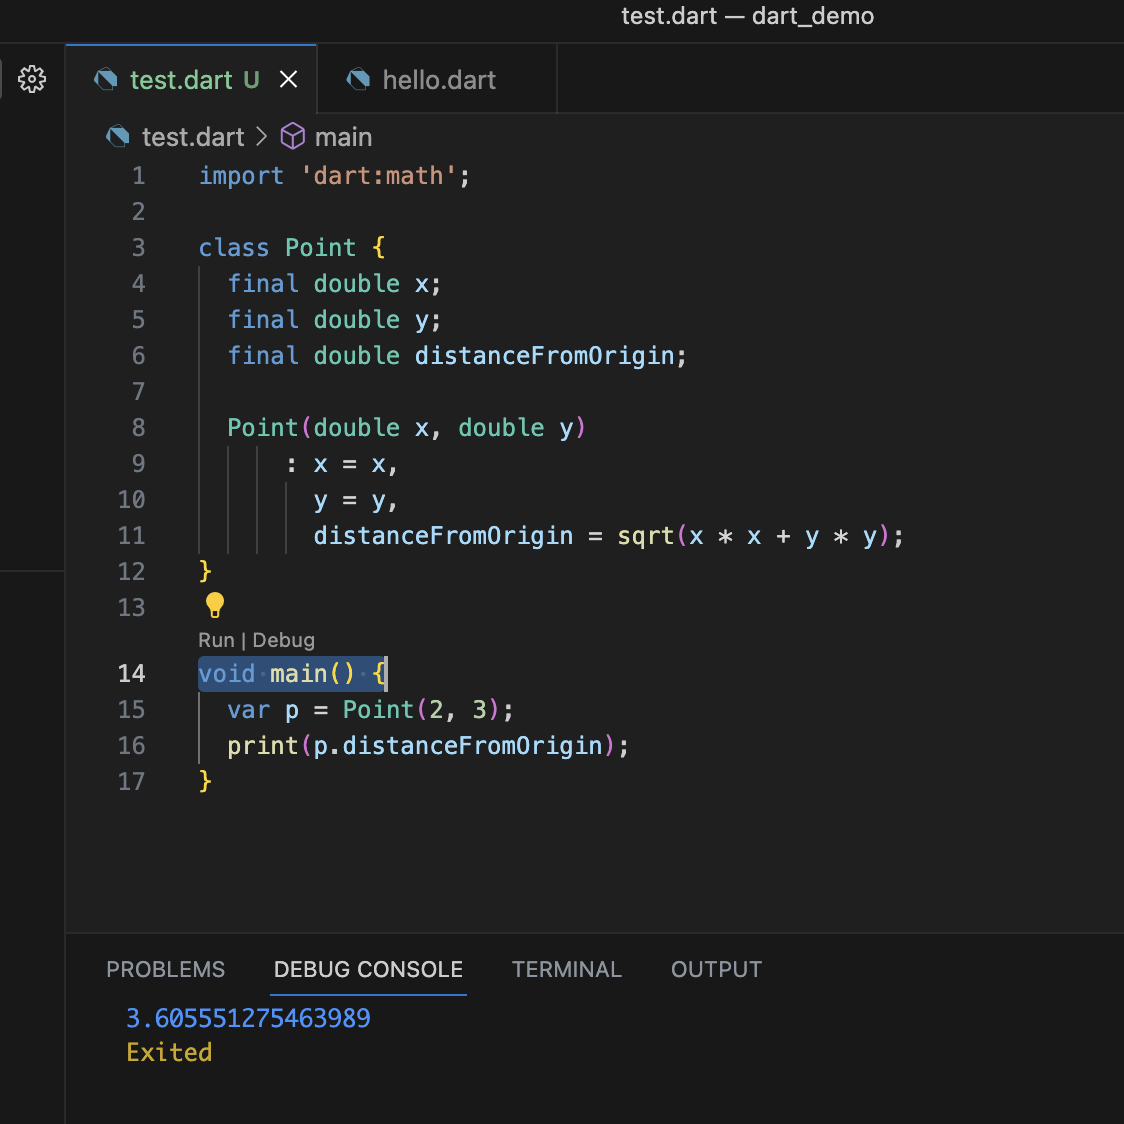 test.dart — dart_demo
test.dart U hello.dart
test.dart > main
1 import 'dart:math';
2
3 class Point {
4   final double x;
5   final double y;
6   final double distanceFromOrigin;
7
8   Point(double x, double y)
9       : x = x,
10         y = y,
11         distanceFromOrigin = sqrt(x * x + y * y);
12 }
13
Run | Debug
14 void main() {
15   var p = Point(2, 3);
16   print(p.distanceFromOrigin);
17 }
PROBLEMS DEBUG CONSOLE TERMINAL OUTPUT
3.605551275463989
Exited